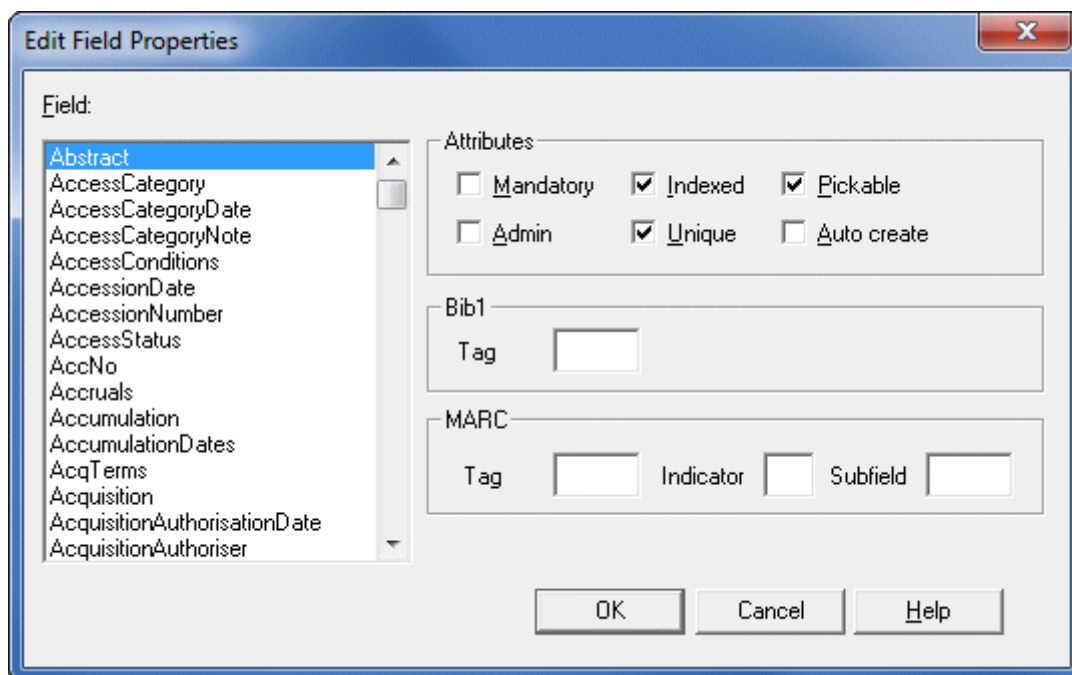 Edit Field Properties
Field:
Abstract
AccessCategory
AccessCategoryDate
AccessCategoryNote
AccessConditions
AccessionDate
AccessionNumber
AccessStatus
AccNo
Accruals
Accumulation
AccumulationDates
AcqTerms
Acquisition
AcquisitionAuthorisationDate
AcquisitionAuthoriser
Attributes
Mandatory Indexed Pickable
Admin Unique Auto create
Bib1
Tag
MARC
Tag Indicator Subfield
OK Cancel Help